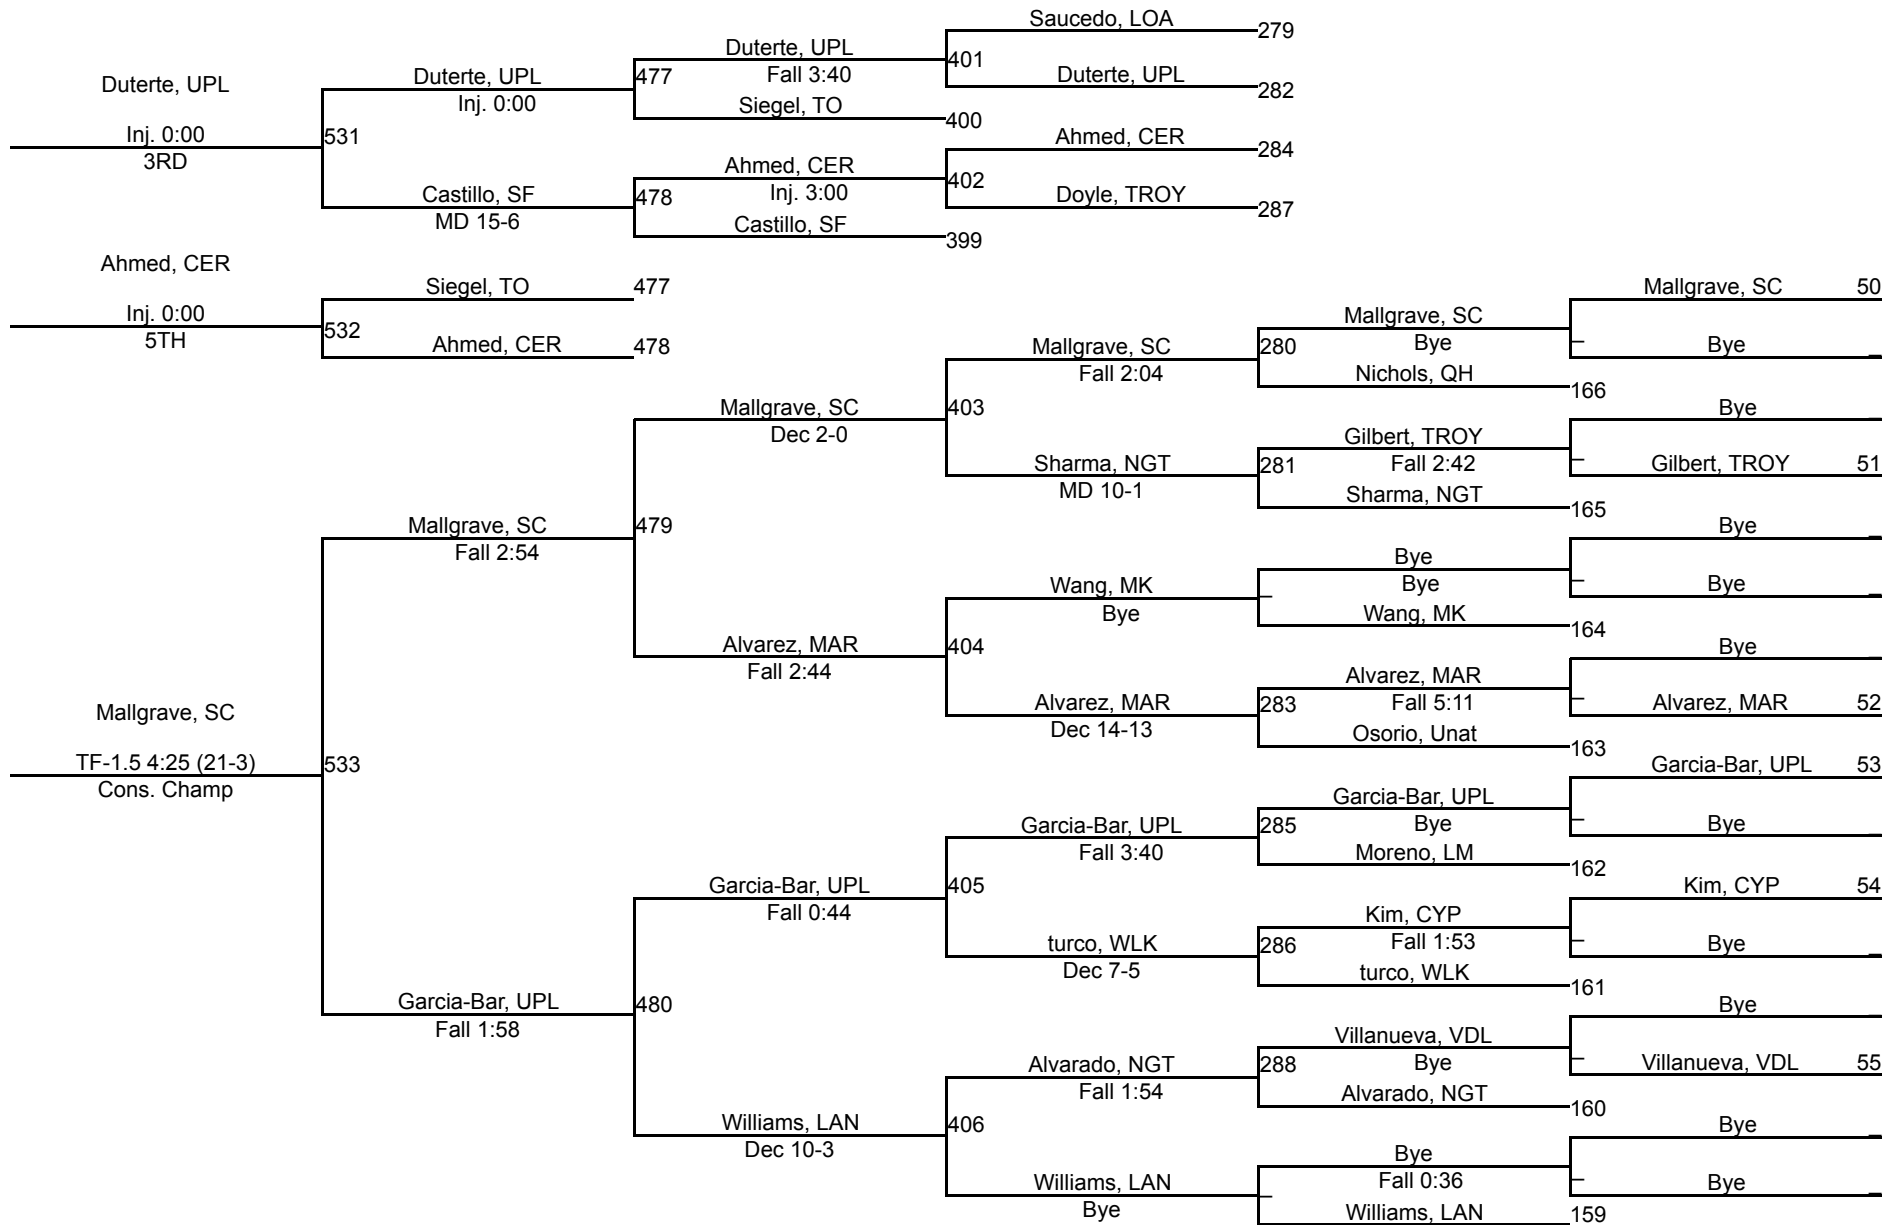 Saucedo, LOA
279
Duterte, UPL
401
Duterte, UPL
477
Fall 3:40
Duterte, UPL
Duterte, UPL
282
Inj. 0:00
Siegel, TO
400
Inj. 0:00
531
3RD
Ahmed, CER
284
Ahmed, CER
402
Castillo, SF
478
Inj. 3:00
Doyle, TROY
287
MD 15-6
Castillo, SF
399
Ahmed, CER
Siegel, TO
477
Inj. 0:00
532
5TH
Ahmed, CER
478
Mallgrave, SC
50
Mallgrave, SC
Mallgrave, SC
280
Bye
Bye
Fall 2:04
Nichols, QH
166
Mallgrave, SC
403
Bye
Dec 2-0
Gilbert, TROY
Sharma, NGT
281
Fall 2:42
Gilbert, TROY
51
MD 10-1
Sharma, NGT
165
Mallgrave, SC
479
Bye
Fall 2:54
Bye
Wang, MK
Bye
Bye
Bye
Wang, MK
164
Alvarez, MAR
404
Bye
Fall 2:44
Alvarez, MAR
Alvarez, MAR
283
Fall 5:11
Alvarez, MAR
52
Dec 14-13
Osorio, Unat
163
Mallgrave, SC
TF-1.5 4:25 (21-3)
533
Cons. Champ
Garcia-Bar, UPL
53
Garcia-Bar, UPL
Garcia-Bar, UPL
285
Bye
Bye
Fall 3:40
Moreno, LM
162
Garcia-Bar, UPL
405
Kim, CYP
54
Fall 0:44
Kim, CYP
turco, WLK
286
Fall 1:53
Bye
Dec 7-5
turco, WLK
161
Garcia-Bar, UPL
480
Bye
Fall 1:58
Villanueva, VDL
Alvarado, NGT
288
Bye
Villanueva, VDL
55
Fall 1:54
Alvarado, NGT
160
Williams, LAN
406
Bye
Dec 10-3
Bye
Williams, LAN
Fall 0:36
Bye
Bye
Williams, LAN
159